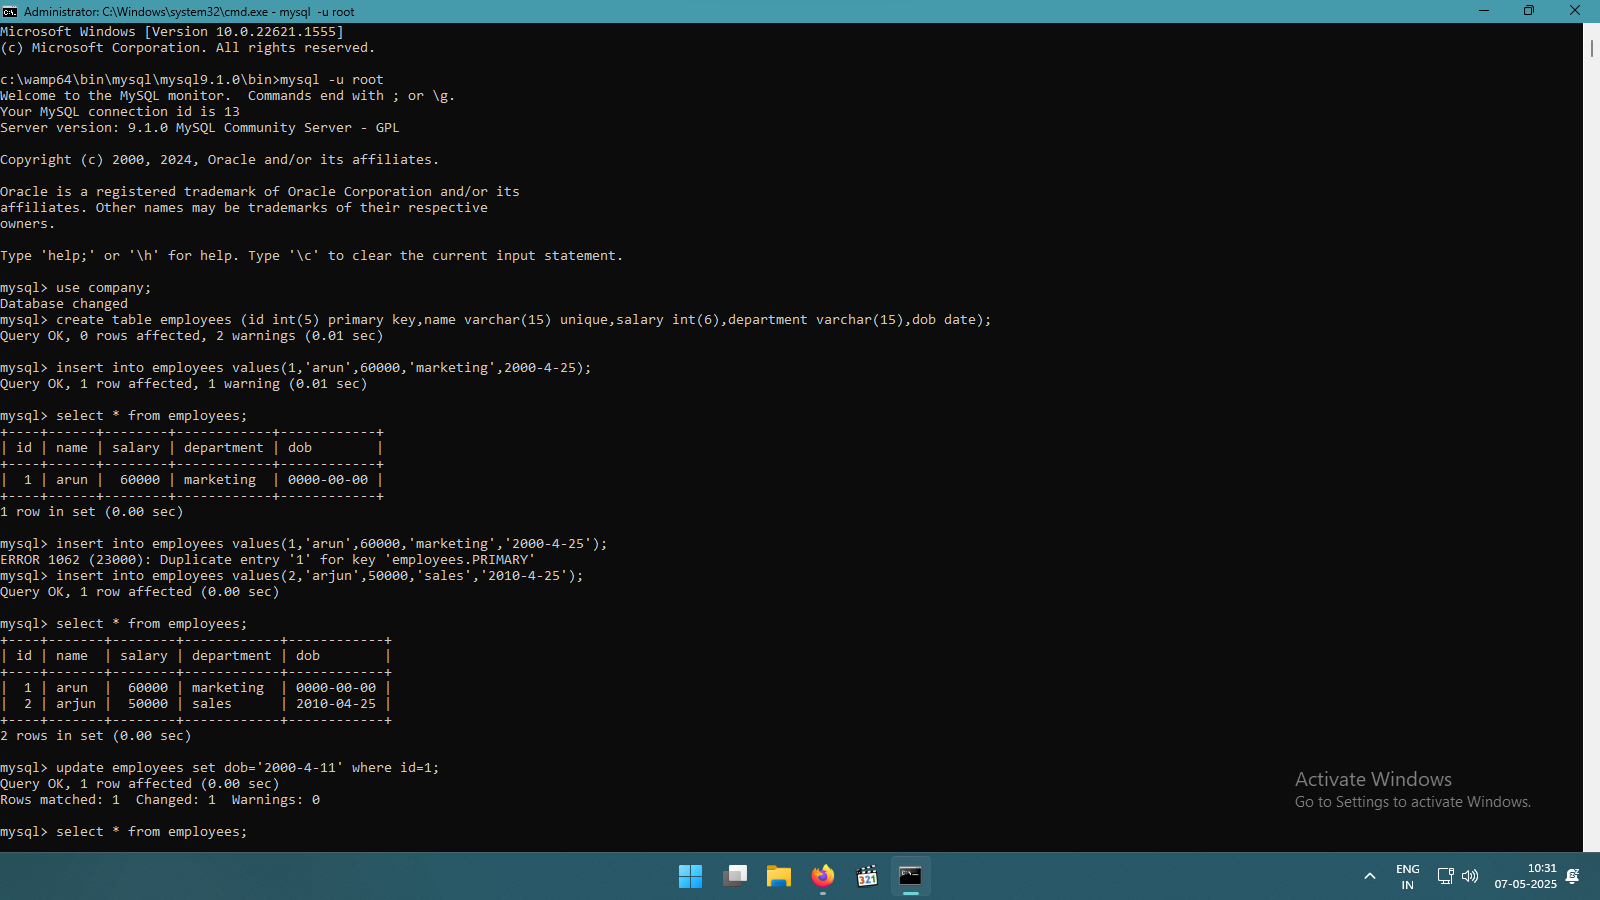 Administrator: C:\Windows\system32\cmd.exe - mysql  -u root
Microsoft Windows [Version 10.0.22621.1555]
(c) Microsoft Corporation. All rights reserved.
c:\wamp64\bin\mysql\mysql9.1.0\bin>mysql -u root
Welcome to the MySQL monitor.  Commands end with ; or \g.
Your MySQL connection id is 13
Server version: 9.1.0 MySQL Community Server - GPL
Copyright (c) 2000, 2024, Oracle and/or its affiliates.
Oracle is a registered trademark of Oracle Corporation and/or its
affiliates. Other names may be trademarks of their respective
owners.
Type 'help;' or '\h' for help. Type '\c' to clear the current input statement.
mysql> use company;
Database changed
mysql> create table employees (id int(5) primary key,name varchar(15) unique,salary int(6),department varchar(15),dob date);
Query OK, 0 rows affected, 2 warnings (0.01 sec)
mysql> insert into employees values(1,'arun',60000,'marketing',2000-4-25);
Query OK, 1 row affected, 1 warning (0.01 sec)
mysql> select * from employees;
+----+------+--------+------------+------------+
| id | name | salary | department | dob        |
+----+------+--------+------------+------------+
|  1 | arun |  60000 | marketing  | 0000-00-00 |
+----+------+--------+------------+------------+
1 row in set (0.00 sec)
mysql> insert into employees values(1,'arun',60000,'marketing','2000-4-25');
ERROR 1062 (23000): Duplicate entry '1' for key 'employees.PRIMARY'
mysql> insert into employees values(2,'arjun',50000,'sales','2010-4-25');
Query OK, 1 row affected (0.00 sec)
mysql> select * from employees;
+----+-------+--------+------------+------------+
| id | name  | salary | department | dob        |
+----+-------+--------+------------+------------+
|  1 | arun  |  60000 | marketing  | 0000-00-00 |
|  2 | arjun |  50000 | sales      | 2010-04-25 |
+----+-------+--------+------------+------------+
2 rows in set (0.00 sec)
mysql> update employees set dob='2000-4-11' where id=1;
Query OK, 1 row affected (0.00 sec)
Rows matched: 1  Changed: 1  Warnings: 0
mysql> select * from employees;
Activate Windows
Go to Settings to activate Windows.
321
ENG
IN
10:31
07-05-2025